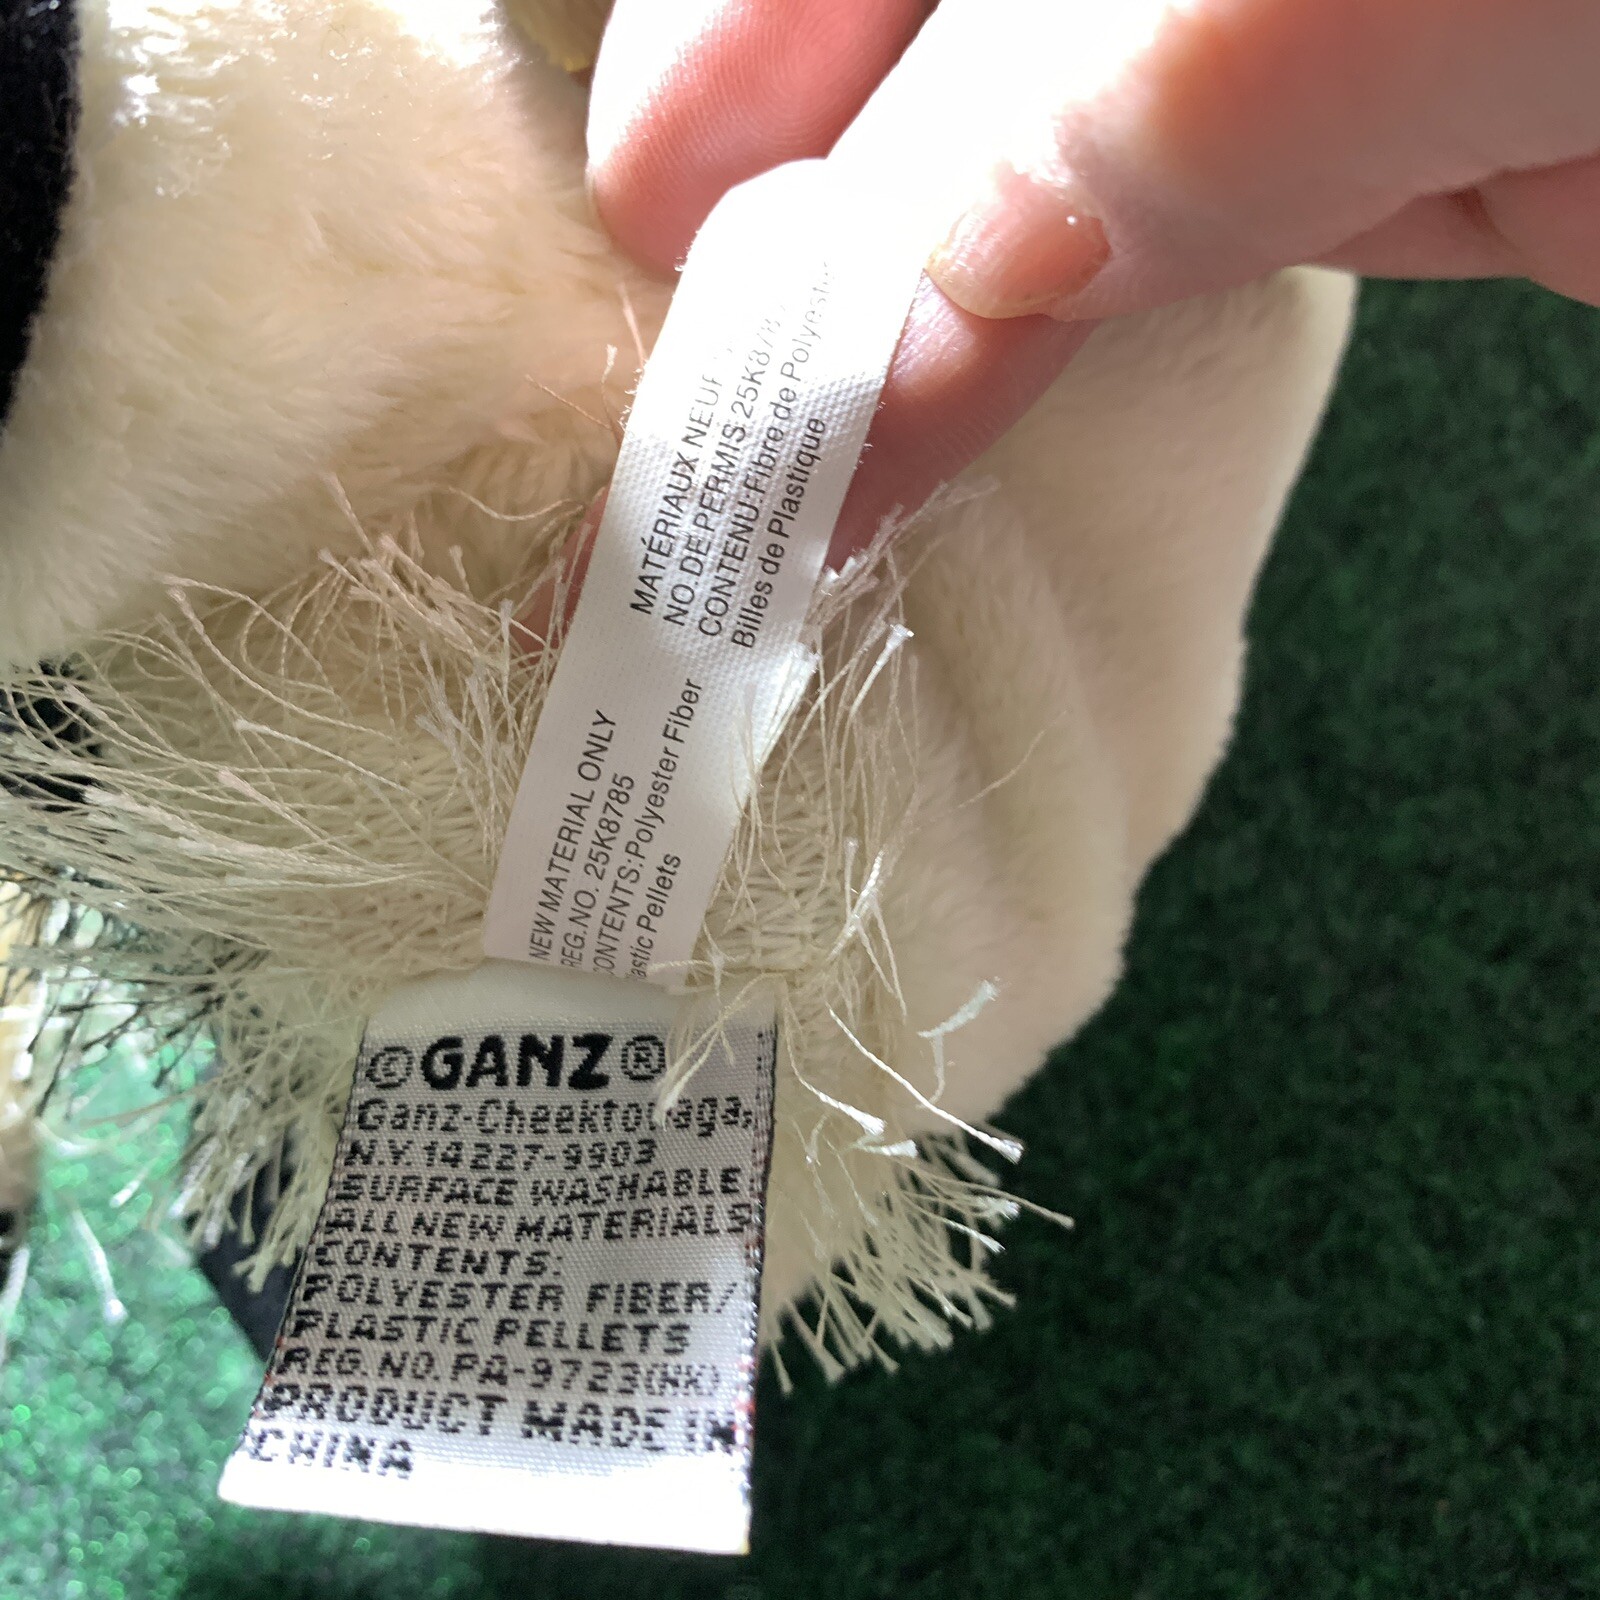 MATÉRIAUX NEUF
NO.DE PERMIS:25K8785
CONTENU:Fibre de Polyester
Billes de Plastique
NEW MATERIAL ONLY
REG.NO. 25K8785
CONTENTS:Polyester Fiber
lastic Pellets
©GANZ®
Ganz-Cheektowaga,
N.Y. 14227-9903
SURFACE WASHABLE
ALL NEW MATERIALS
CONTENTS:
POLYESTER FIBER/
PLASTIC PELLETS
REG.NO. PA-9723(HK)
PRODUCT MADE IN
CHINA